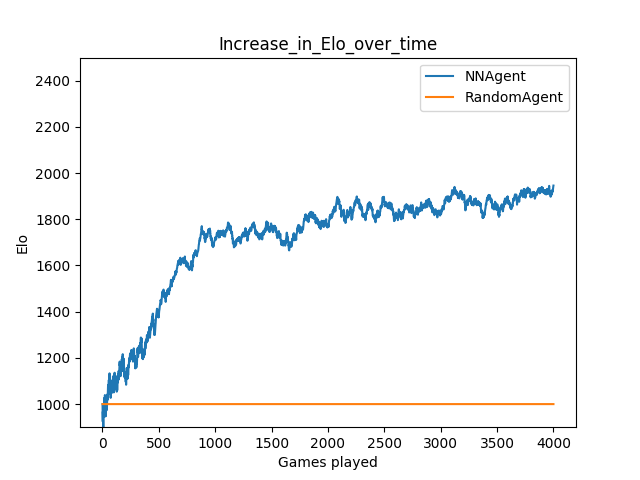 Increase_in_Elo_over_time
NNAgent
RandomAgent
2400
2200
2000
1800
1600
1400
1200
1000
Elo
0 500 1000 1500 2000 2500 3000 3500 4000
Games played